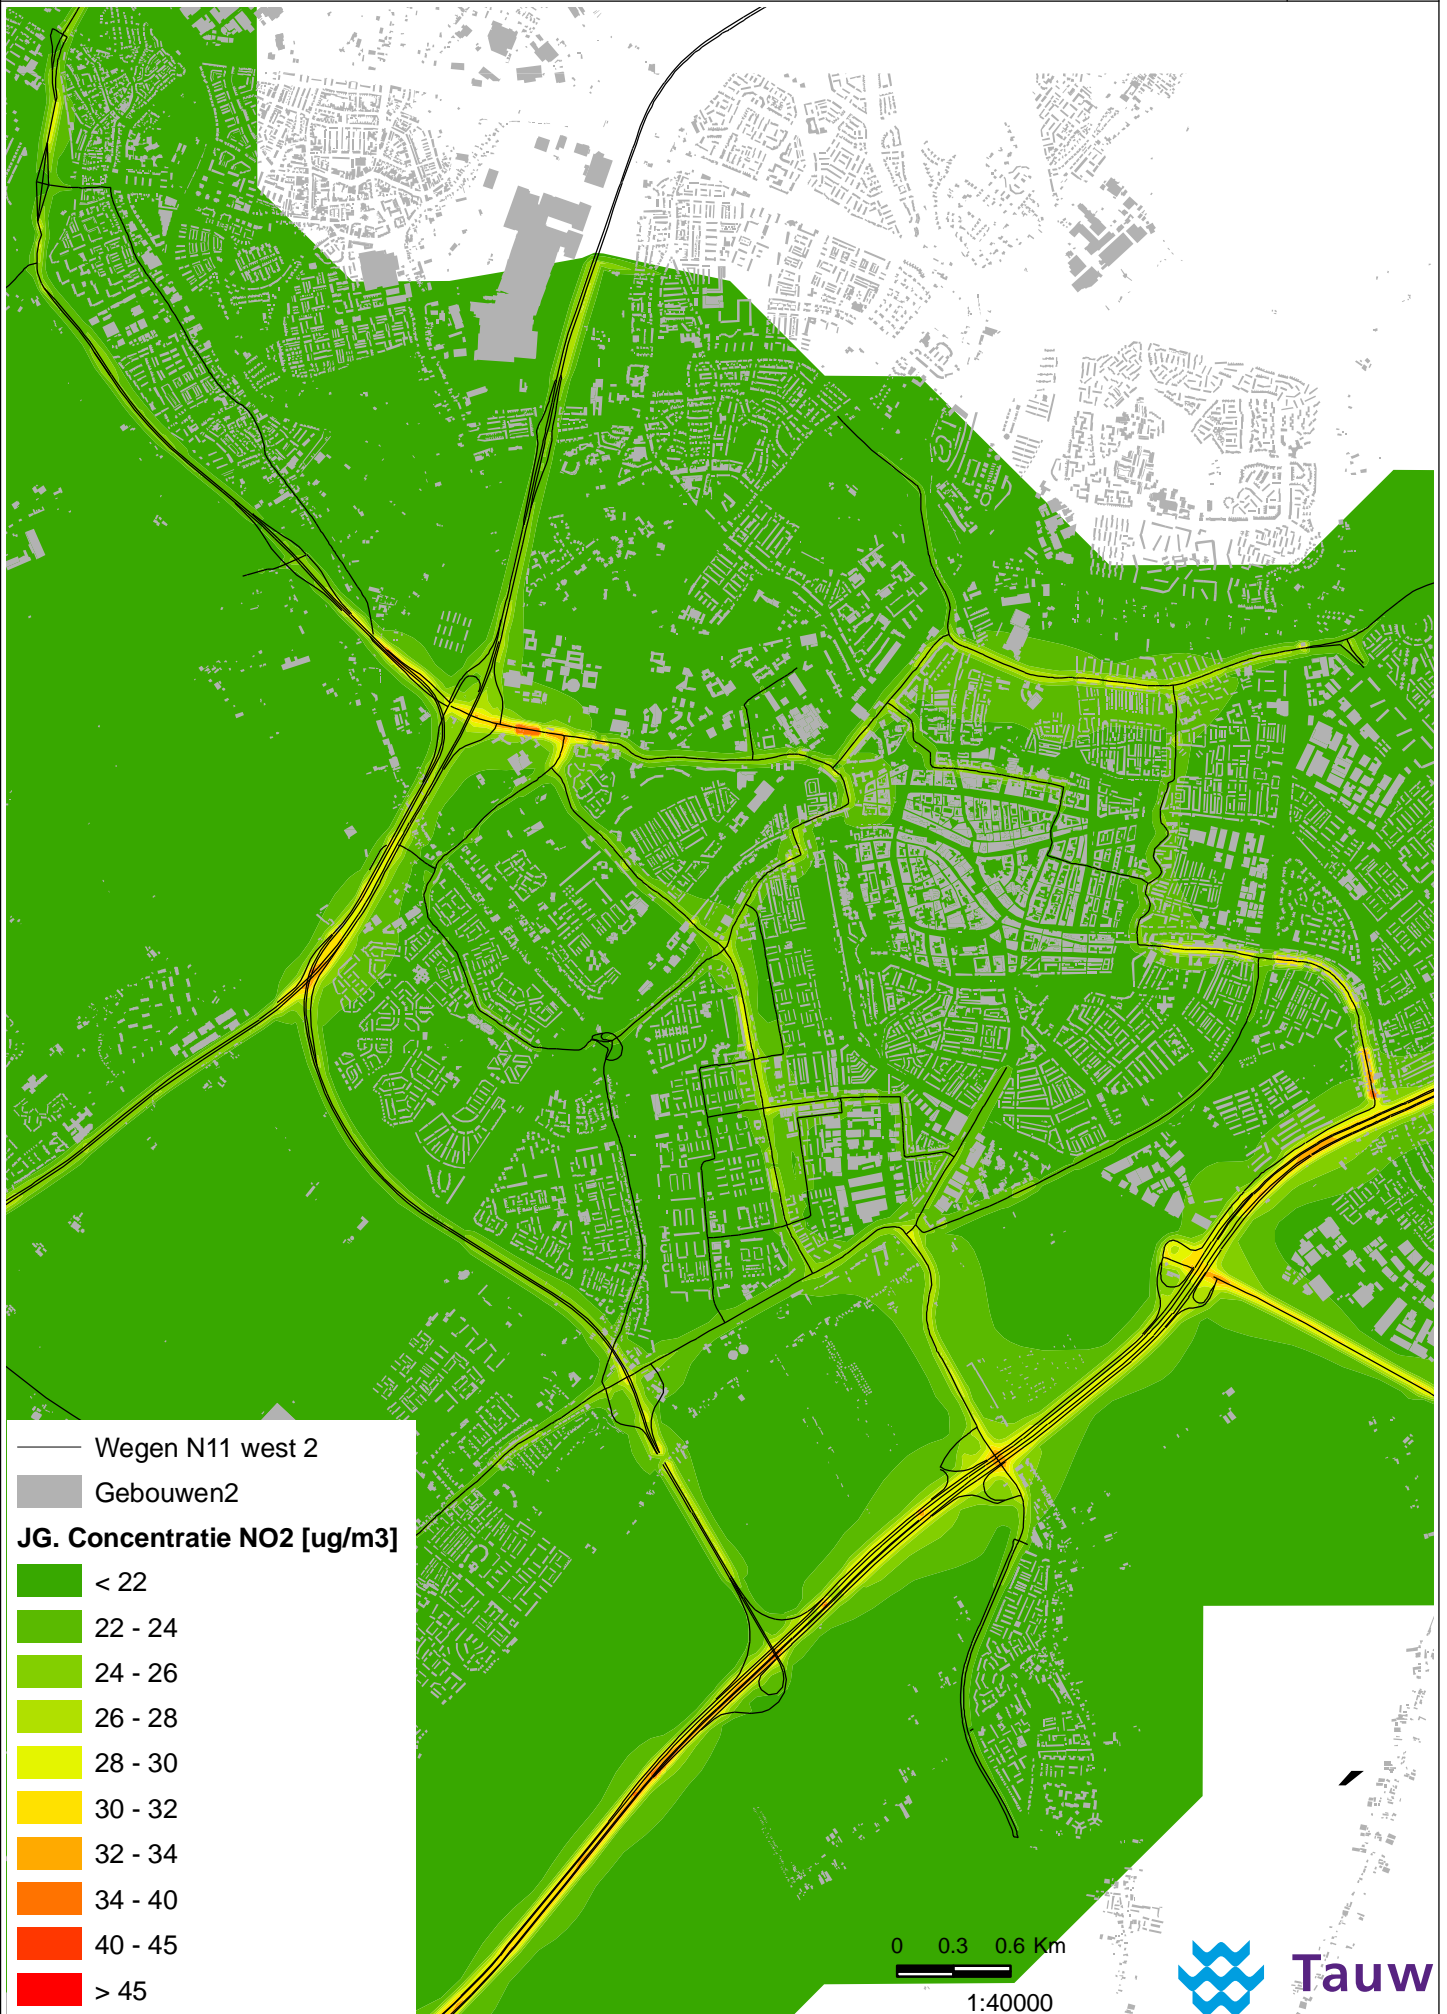 Wegen N11 west 2
Gebouwen2
JG. Concentratie NO2 [ug/m3]
< 22
22 - 24
24 - 26
26 - 28
28 - 30
30 - 32
32 - 34
34 - 40
40 - 45
> 45
0 0.3 0.6 Km
1:40000
Tauw